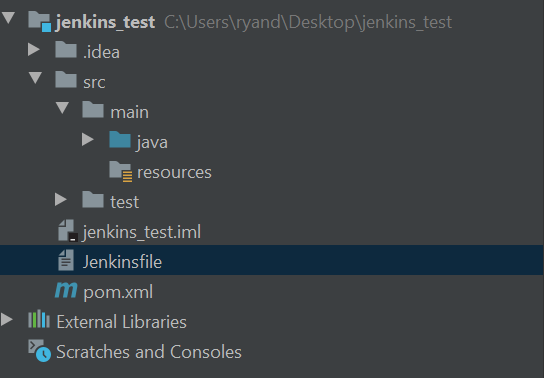 jenkins_test C:\Users\ryand\Desktop\jenkins_test
.idea
src
main
java
resources
test
jenkins_test.iml
Jenkinsfile
m pom.xml
External Libraries
Scratches and Consoles